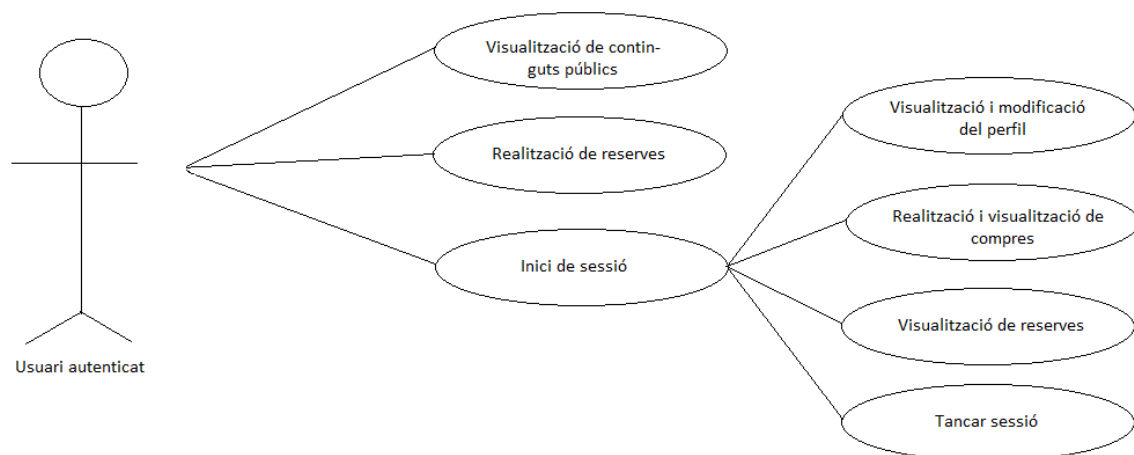 Visualització de contin-
guts públics
Realització de reserves
Inici de sessió
Visualització i modificació
del perfil
Realització i visualització de
compres
Visualització de reserves
Tancar sessió
Usuari autenticat